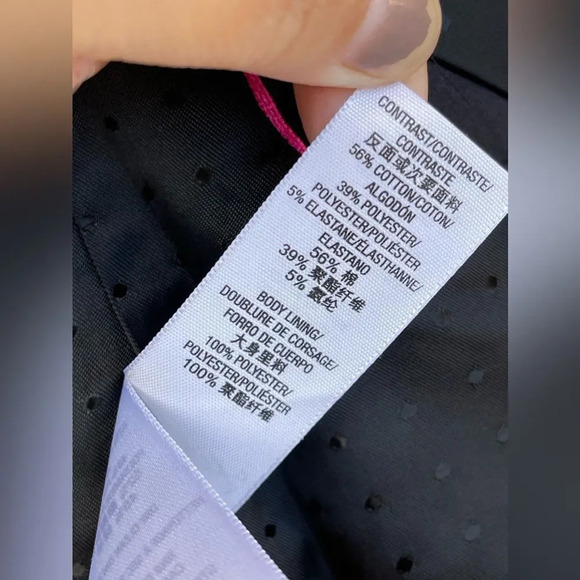 CONTRAST/CONTRASTE/
CONTRASTE
反面或次要面料
56% COTTON/COTON/
ALGODÓN
39% POLYESTER/
POLYESTER/POLIÉSTER
5% ELASTANE/ÉLASTHANNE/
ELASTANO
56% 棉
39% 聚酯纤维
5% 氨纶
BODY LINING/
DOUBLURE DE CORSAGE/
FORRO DE CUERPO
大身里料
100% POLYESTER/
POLYESTER/POLIÉSTER
100% 聚酯纤维